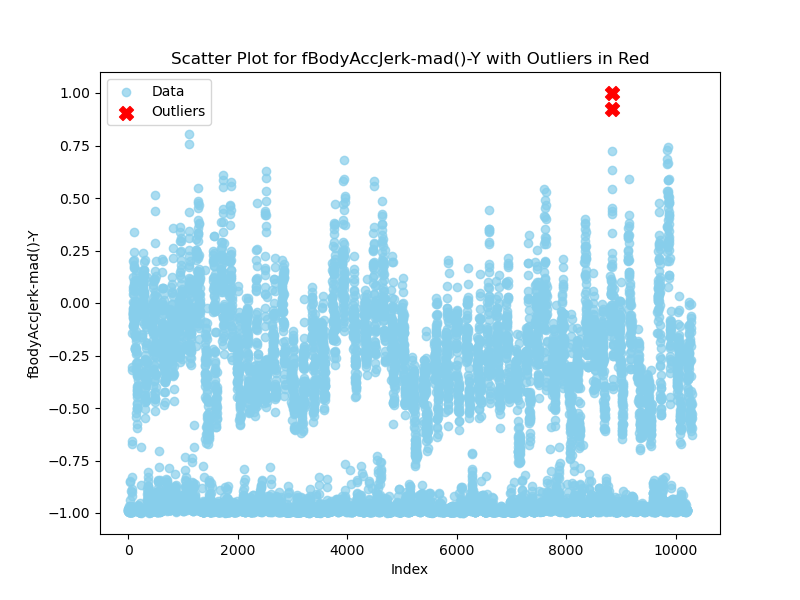 Scatter Plot for fBodyAccJerk-mad()-Y with Outliers in Red
Data
Outliers
1.00
0.75
0.50
0.25
0.00
−0.25
−0.50
−0.75
−1.00
fBodyAccJerk-mad()-Y
0 2000 4000 6000 8000 10000
Index